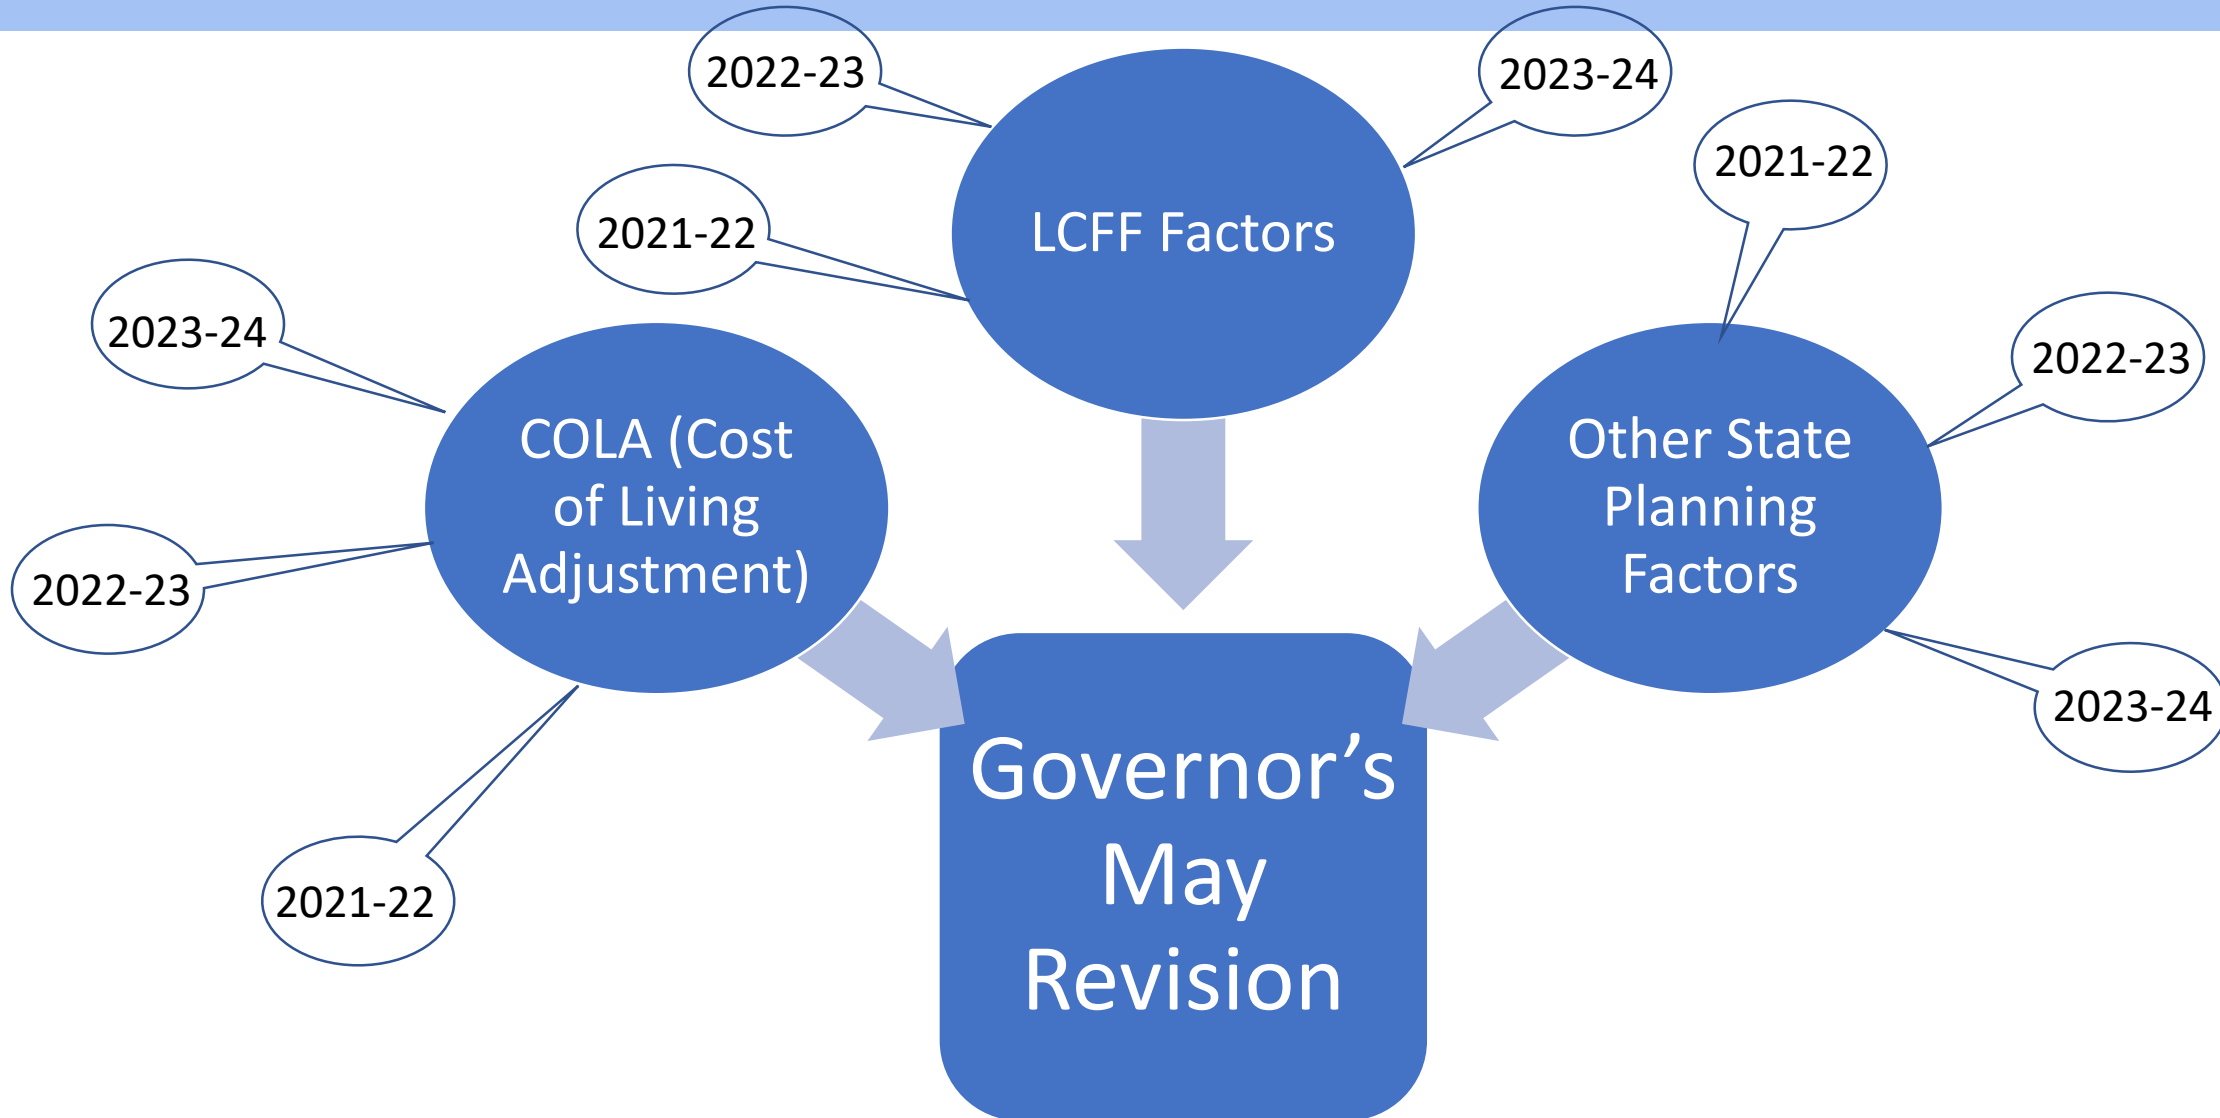 2022-23
2023-24
2021-22
2021-22
LCFF Factors
2023-24
2022-23
COLA (Cost
of Living
Adjustment)
Other State
Planning
Factors
2022-23
2023-24
2021-22
Governor’s
May
Revision